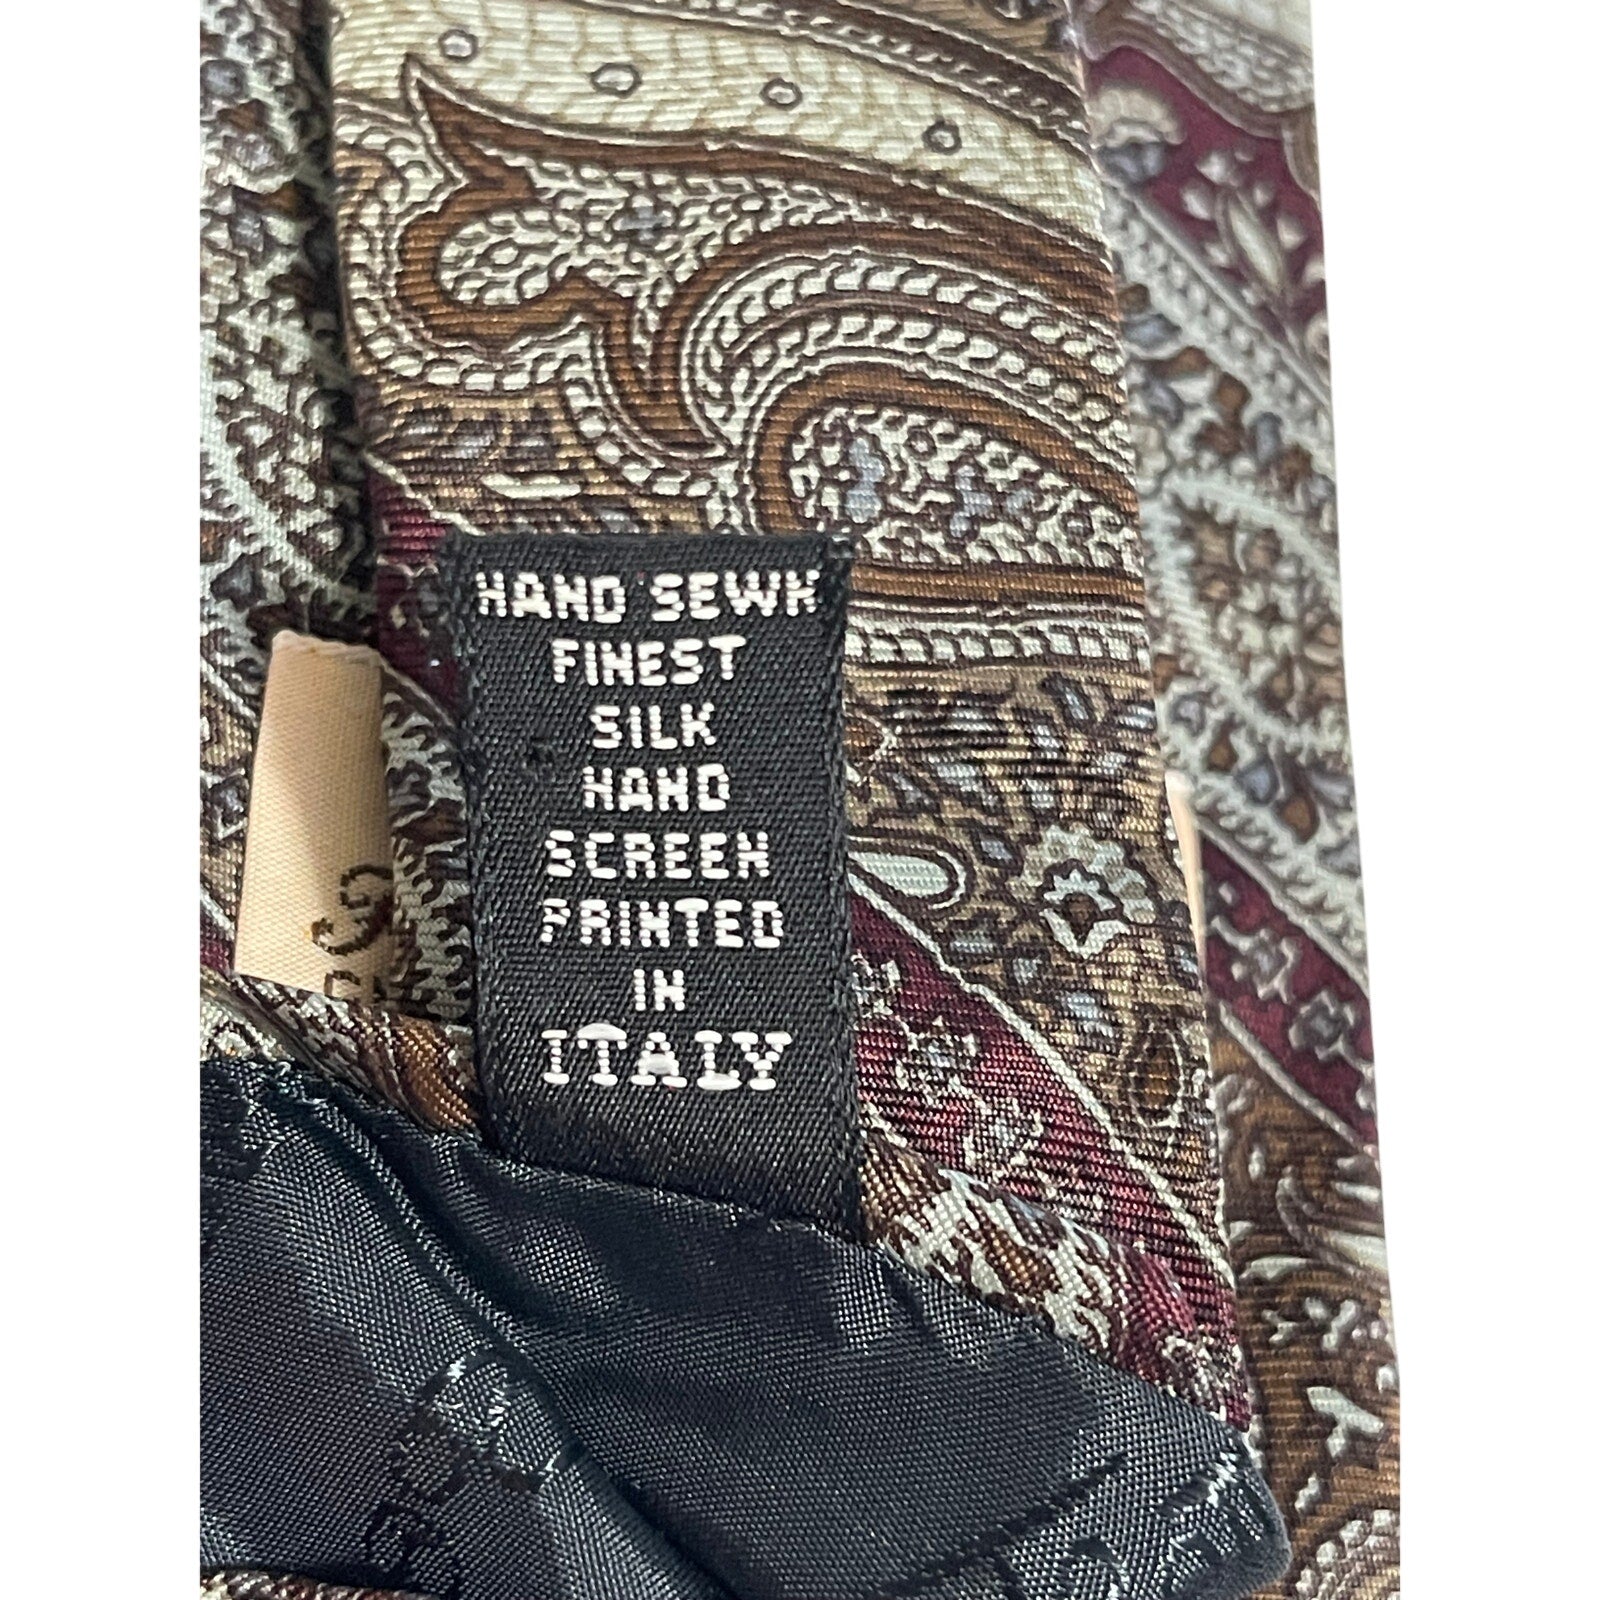 HAND SEWN
FINEST
SILK
HAND
SCREEN
PRINTED
IN
ITALY